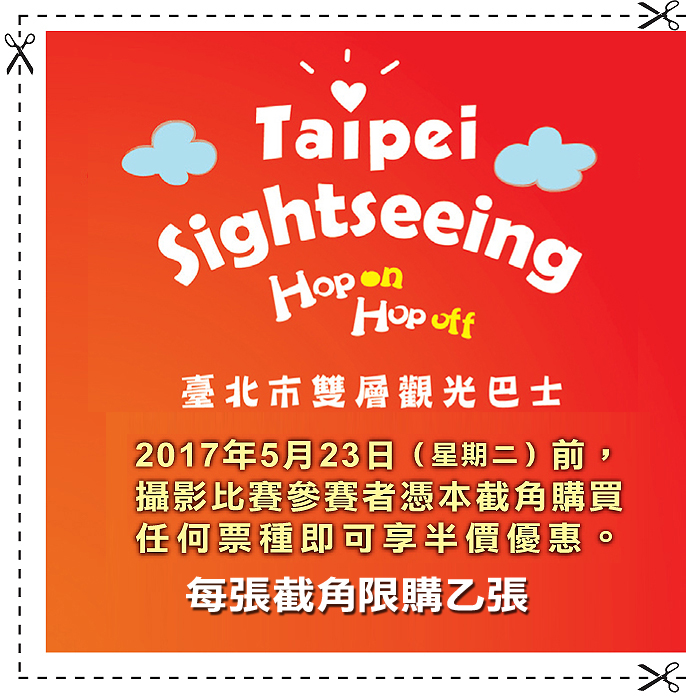 Taipei
Sightseeing
Hop on
Hop off
臺北市雙層觀光巴士
2017年5月23日（星期二）前，
攝影比賽參賽者憑本截角購買
任何票種即可享半價優惠。
每張截角限購乙張